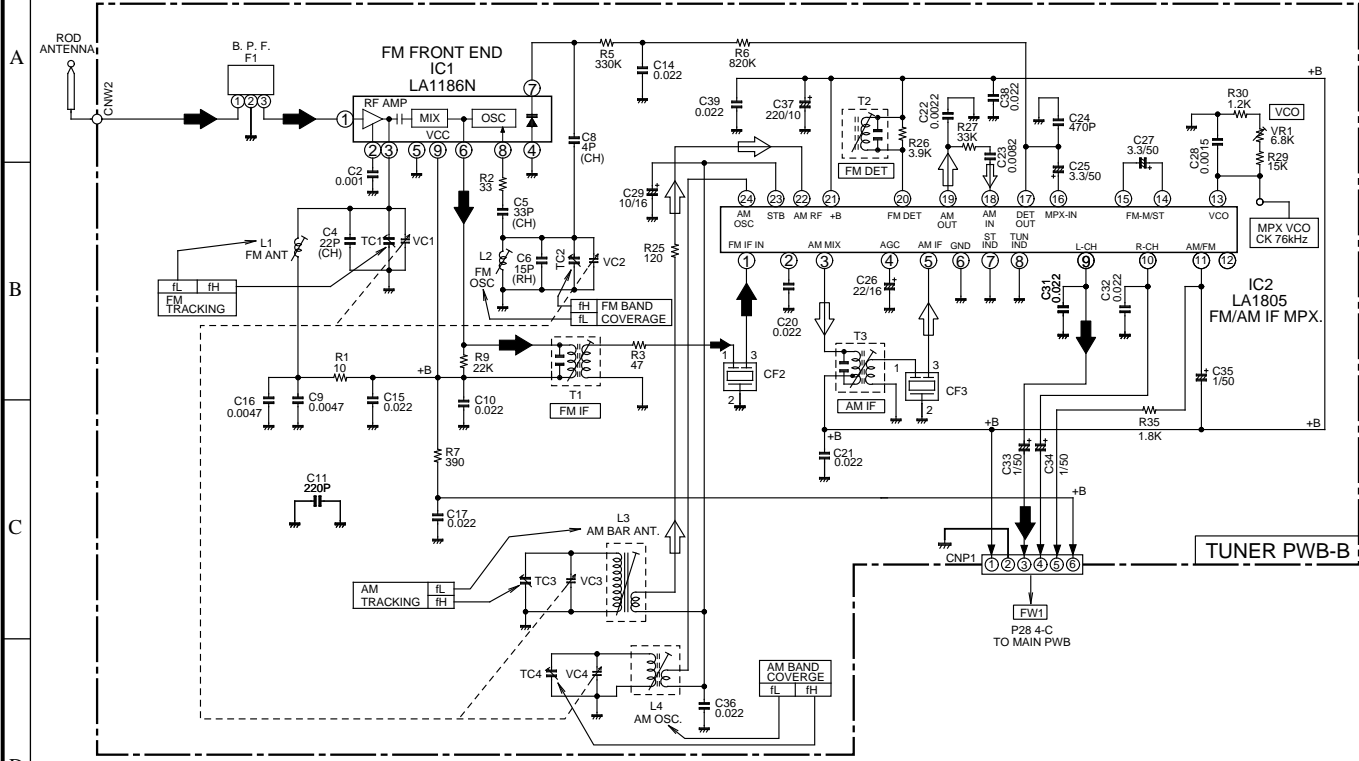 A
B
C
D
ROD
ANTENNA
CNW2
B. P. F.
F1
1 2 3
FM FRONT END
IC1
LA1186N
RF AMP
MIX
OSC
VCC
1
7
2 3 5 9 6 8 4
C2
0.001
R5
330K
C14
0.022
R6
820K
C8
4P
(CH)
R2
33
C5
33P
(CH)
L2
FM
OSC
C6
15P
(RH)
TC2
VC2
fH FM BAND
fL COVERAGE
L1
FM ANT
C4
22P
(CH)
TC1
VC1
fL fH
FM
TRACKING
R1
10
+B
C16
0.0047
C9
0.0047
C15
0.022
R9
22K
C10
0.022
T1
FM IF
R3
47
R7
390
C11
220P
C17
0.022
L3
AM BAR ANT.
AM
TRACKING
fL
fH
TC3
VC3
TC4
VC4
L4
AM OSC.
C36
0.022
AM BAND
COVERGE
fL fH
R25
120
C29
10/16
C39
0.022
C37
220/10
T2
FM DET
R26
3.9K
C22
0.0022
R27
33K
C23
0.0082
C38
0.022
C24
470P
C25
3.3/50
C27
3.3/50
C28
0.0015
R30
1.2K
VCO
VR1
6.8K
R29
15K
+B
MPX VCO
CK 76kHz
24 23 22 21 20 19 18 17 16 15 14 13
AM
OSC
STB
AM RF
+B
FM DET
AM
OUT
AM
IN
DET
OUT
MPX-IN
FM-M/ST
VCO
FM IF IN
AM MIX
AGC
AM IF
GND
ST
IND
TUN
IND
L-CH
R-CH
AM/FM
1 2 3 4 5 6 7 8 9 10 11 12
IC2
LA1805
FM/AM IF MPX.
C20
0.022
C26
22/16
C31
0.022
C32
0.022
C35
1/50
1
3
CF2
2
T3
AM IF
1
3
CF3
2
+B
C21
0.022
+B
R35
1.8K
+B
C33
1/50
C34
1/50
+B
CNP1
1 2 3 4 5 6
FW1
P28 4-C
TO MAIN PWB
TUNER PWB-B